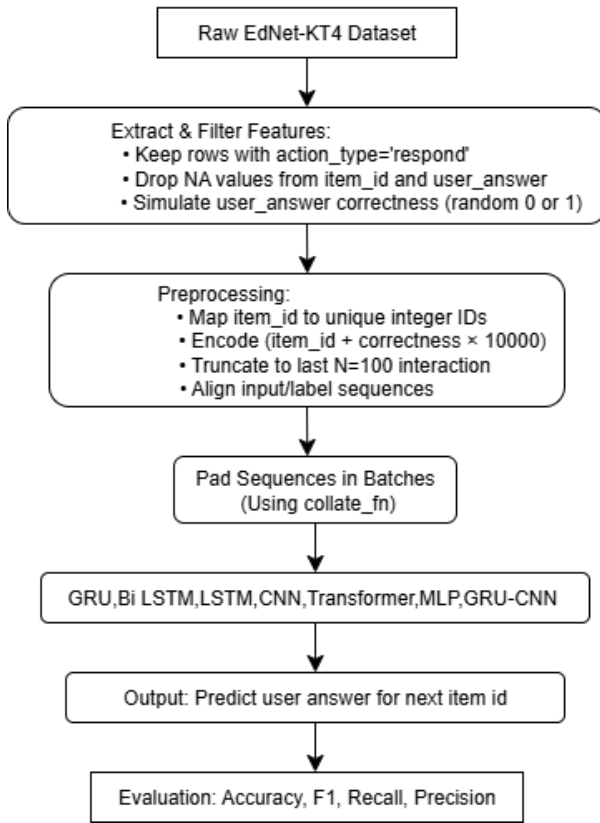 Raw EdNet-KT4 Dataset
Extract & Filter Features:
• Keep rows with action_type='respond'
• Drop NA values from item_id and user_answer
• Simulate user_answer correctness (random 0 or 1)
Preprocessing:
• Map item_id to unique integer IDs
• Encode (item_id + correctness × 10000)
• Truncate to last N=100 interaction
• Align input/label sequences
Pad Sequences in Batches
(Using collate_fn)
GRU,Bi LSTM,LSTM,CNN,Transformer,MLP,GRU-CNN
Output: Predict user answer for next item id
Evaluation: Accuracy, F1, Recall, Precision